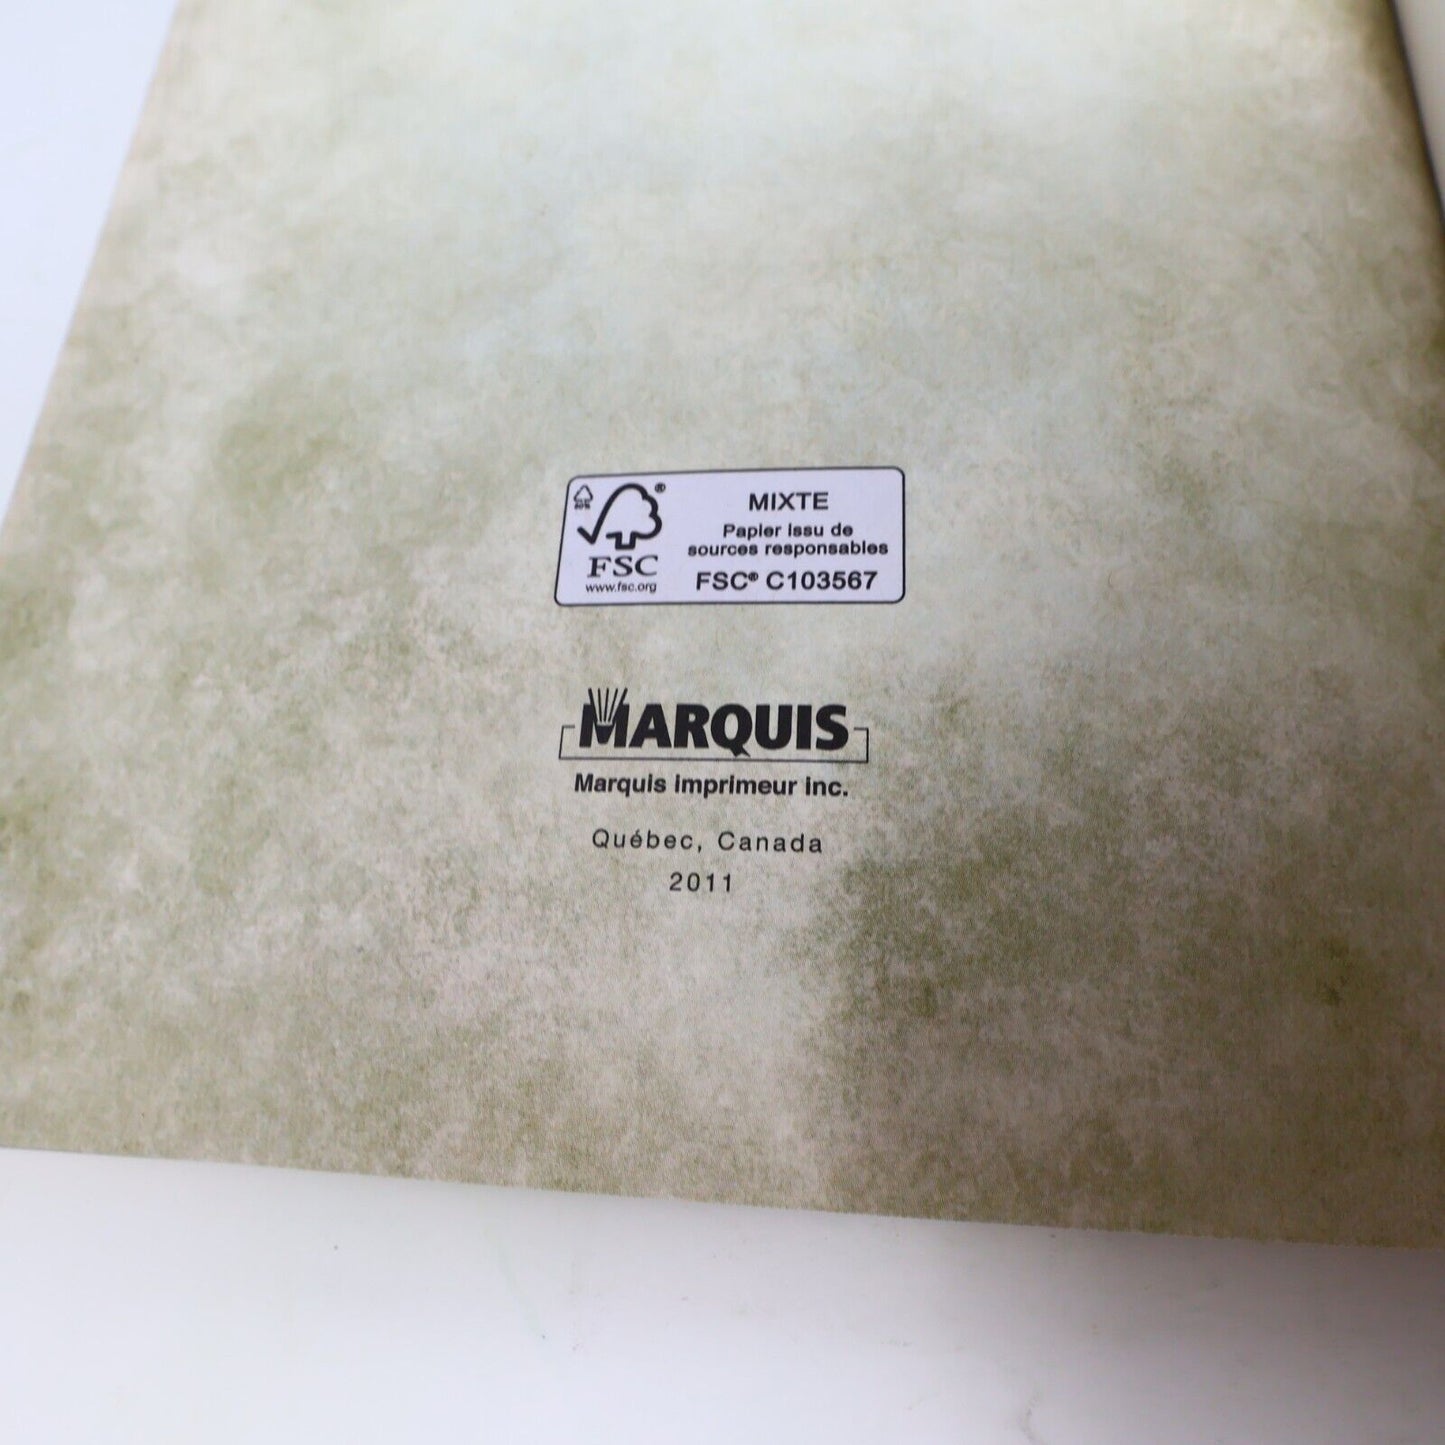 MIXTE
Papier issu de
sources responsables
FSC® C103567
FSC
www.fsc.org
MARQUIS
Marquis imprimeur inc.
Québec, Canada
2011